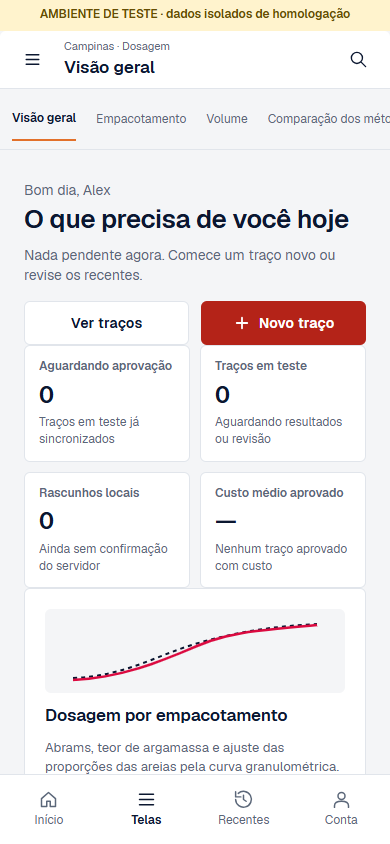 AMBIENTE DE TESTE · dados isolados de homologação
Campinas · Dosagem
Visão geral
Visão geral Empacotamento Volume Comparação dos
Bom dia, Alex
O que precisa de você hoje
Nada pendente agora. Comece um traço novo ou
revise os recentes.
Ver traços
Novo traço
Aguardando aprovação
0
Traços em teste já
sincronizados
Traços em teste
0
Aguardando resultados
ou revisão
Rascunhos locais
0
Ainda sem confirmação
do servidor
Custo médio aprovado
—
Nenhum traço aprovado
com custo
Dosagem por empacotamento
Abrams, teor de argamassa e ajuste das
proporções das areias pela curva granulométrica.
Início
Telas
Recentes
Conta